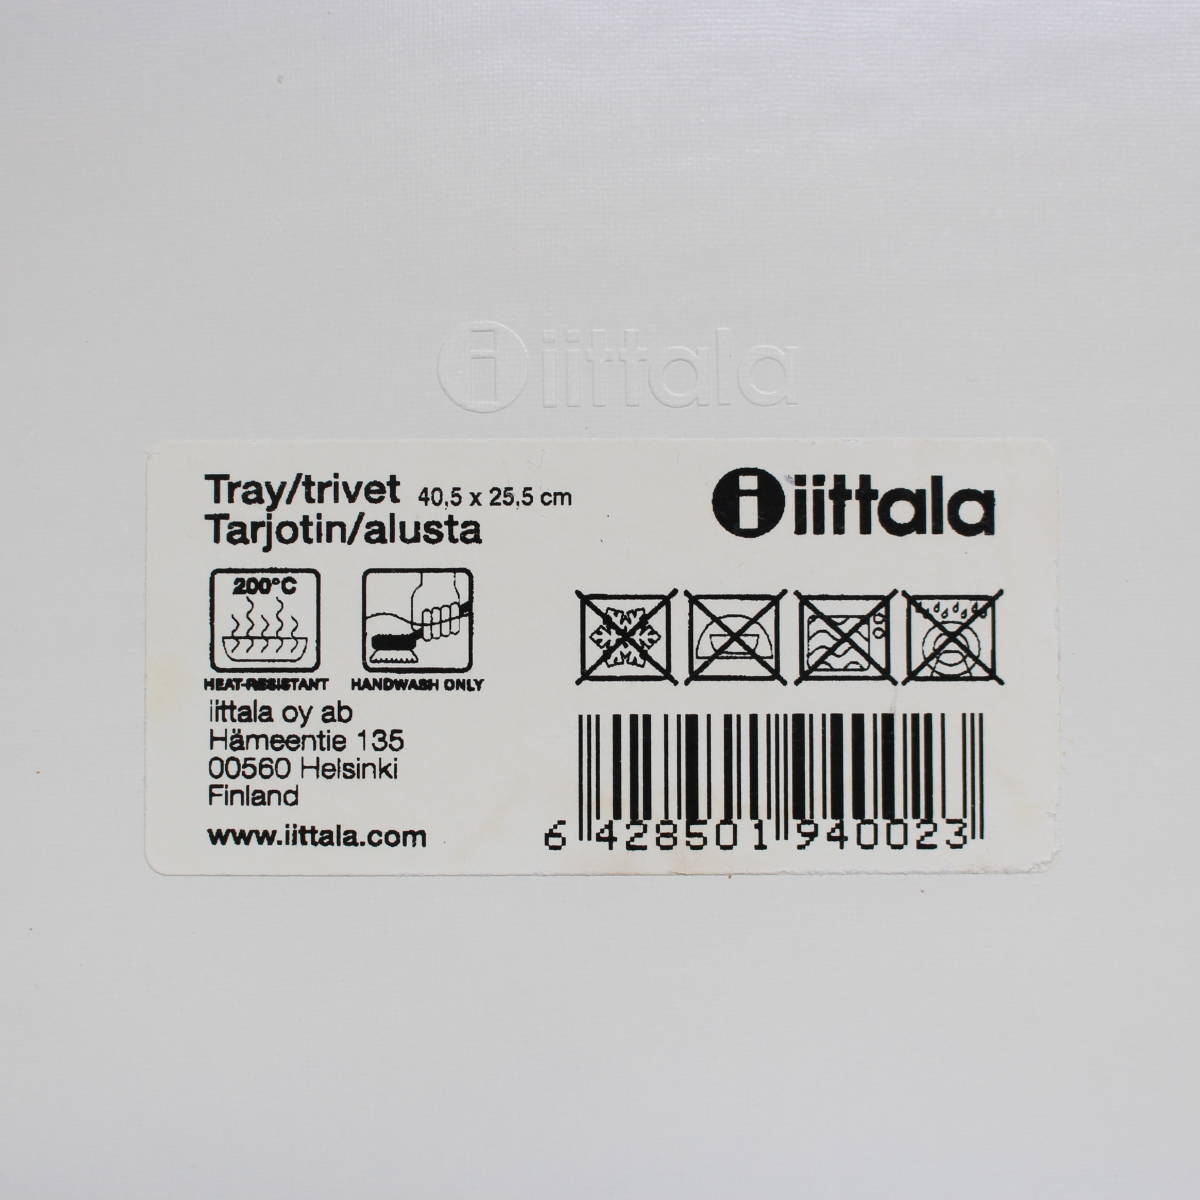 iittala
Tray/trivet 40,5 x 25,5 cm
Tarjotin/alusta
iittala
200°C
HEAT-RESISTANT HANDWASH ONLY
iittala oy ab
Hämeentie 135
00560 Helsinki
Finland
www.iittala.com
6 428501 940023